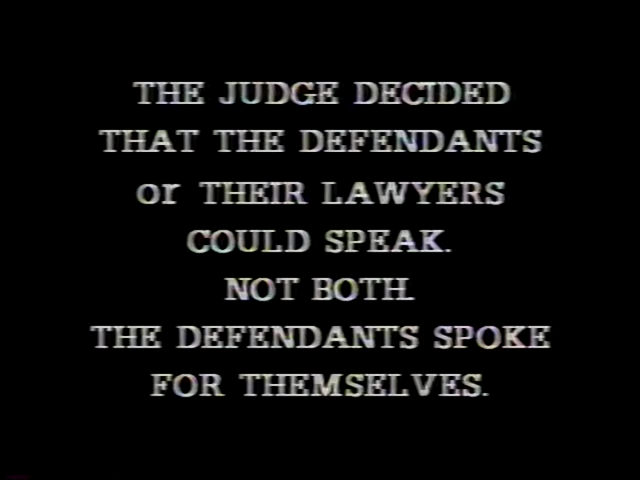 THE JUDGE DECIDED
THAT THE DEFENDANTS
or THEIR LAWYERS
COULD SPEAK.
NOT BOTH.
THE DEFENDANTS SPOKE
FOR THEMSELVES.